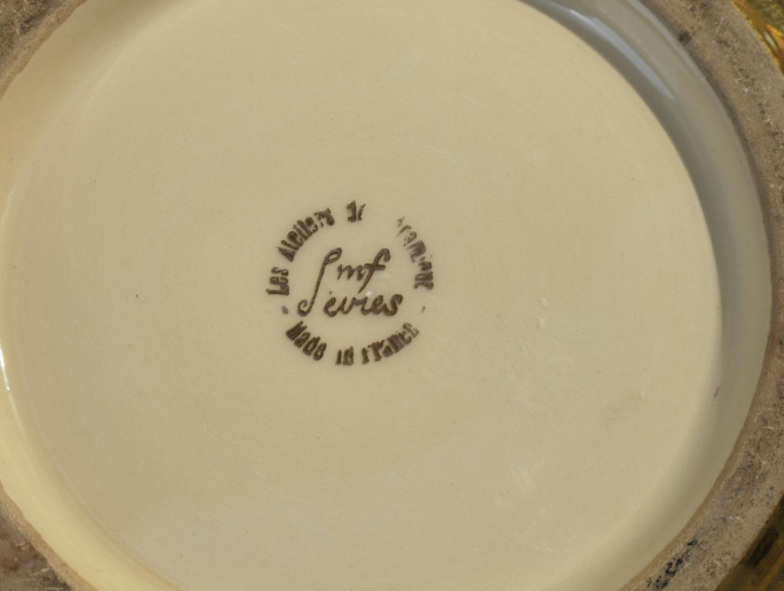 Les Ateliers de
Smf
Sevres
Made in France